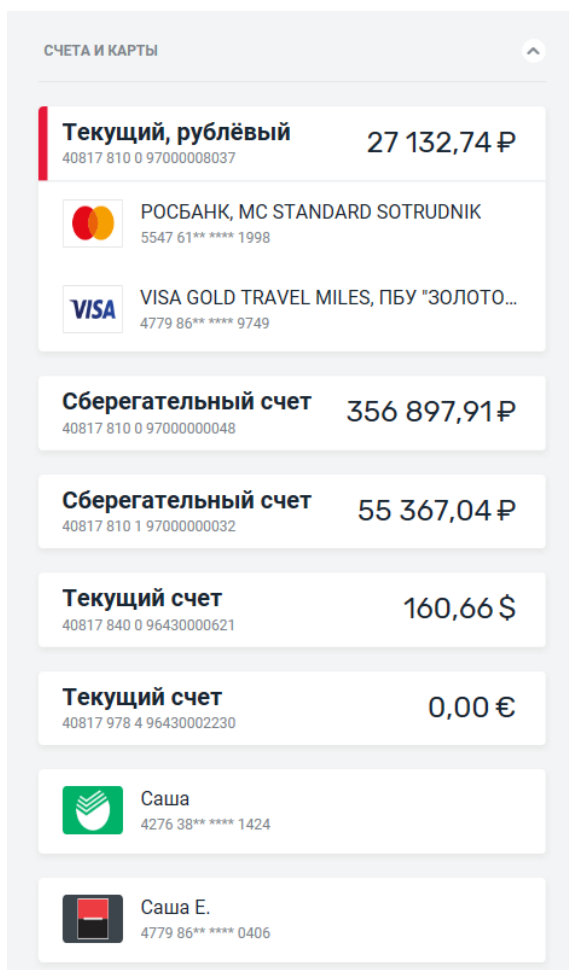 СЧЕТА И КАРТЫ
Текущий, рублёвый 27 132,74 ₽
40817 810 0 97000008037
РОСБАНК, MC STANDARD SOTRUDNIK
5547 61** **** 1998
VISA
VISA GOLD TRAVEL MILES, ПБУ "ЗОЛОТО...
4779 86** **** 9749
Сберегательный счет 356 897,91 ₽
40817 810 0 97000000048
Сберегательный счет 55 367,04 ₽
40817 810 1 97000000032
Текущий счет 160,66 $
40817 840 0 96430000621
Текущий счет 0,00 €
40817 978 4 96430002230
Саша
4276 38** **** 1424
Саша Е.
4779 86** **** 0406